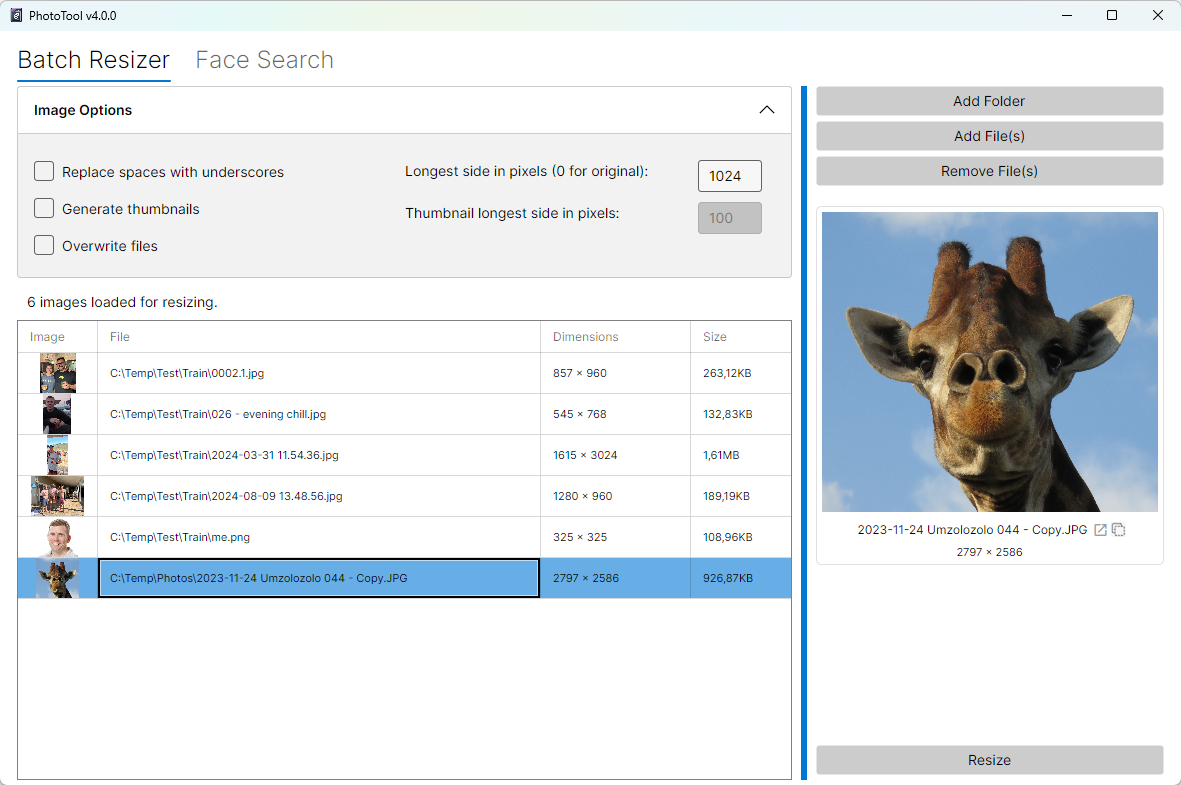 PhotoTool v4.0.0
Batch Resizer
Face Search
Image Options
Replace spaces with underscores
Generate thumbnails
Overwrite files
Longest side in pixels (0 for original):
1024
Thumbnail longest side in pixels:
100
6 images loaded for resizing.
Image File Dimensions Size
C:\Temp\Test\Train\0002.1.jpg 857 × 960 263,12KB
C:\Temp\Test\Train\026 - evening chill.jpg 545 × 768 132,83KB
C:\Temp\Test\Train\2024-03-31 11.54.36.jpg 1615 × 3024 1,61MB
C:\Temp\Test\Train\2024-08-09 13.48.56.jpg 1280 × 960 189,19KB
C:\Temp\Test\Train\me.png 325 × 325 108,96KB
C:\Temp\Photos\2023-11-24 Umzolozolo 044 - Copy.JPG 2797 × 2586 926,87KB
Add Folder
Add File(s)
Remove File(s)
2023-11-24 Umzolozolo 044 - Copy.JPG
2797 × 2586
Resize